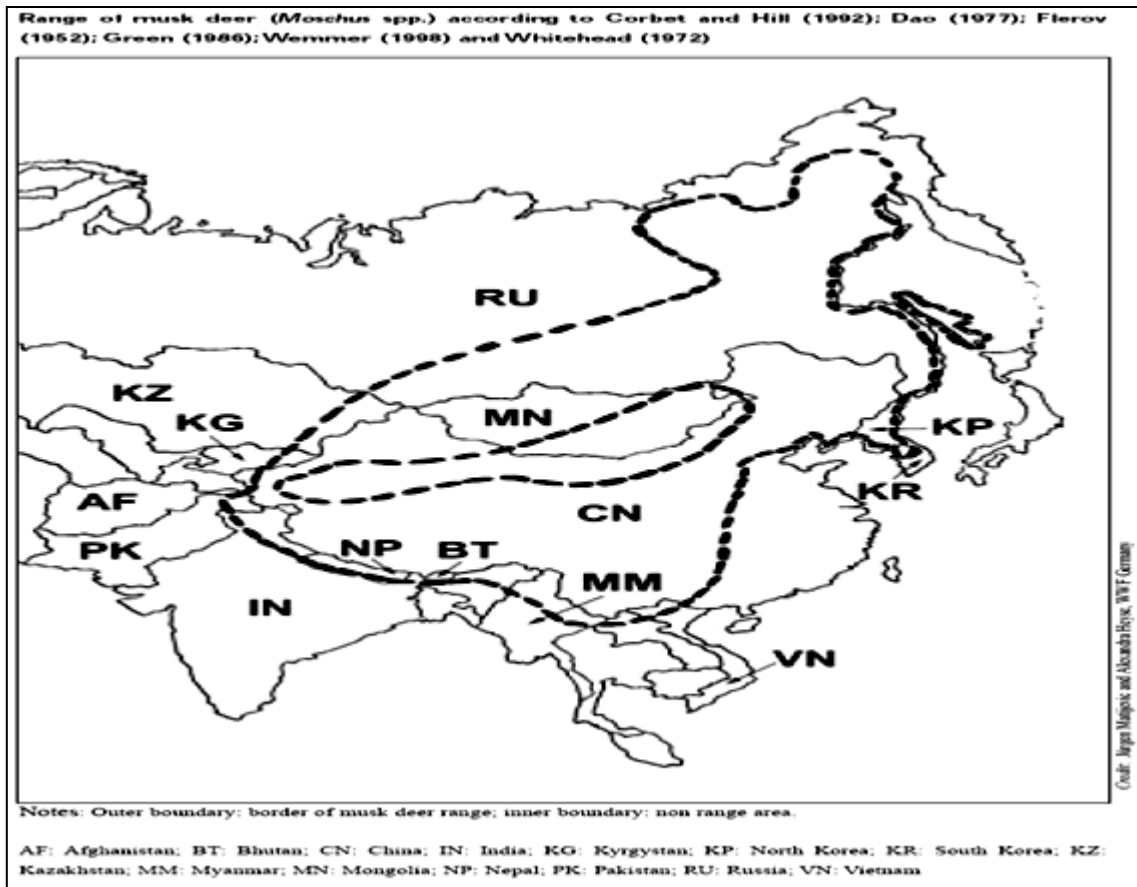 Range of musk deer (Moschus spp.) according to Corbet and Hill (1992); Dao (1977); Flerov
(1952); Green (1986); Wemmer (1998) and Whitehead (1972)
RU
KZ
KG
MN
KP
AF
KR
CN
PK
NP
BT
MM
IN
VN
Credit: Jürgen Matijevic and Alexandra Heyse, WWF Germany
Notes: Outer boundary: border of musk deer range; inner boundary: non range area.
AF: Afghanistan; BT: Bhutan; CN: China; IN: India; KG: Kyrgystan; KP: North Korea; KR: South Korea; KZ:
Kazakhstan; MM: Myanmar; MN: Mongolia; NP: Nepal; PK: Pakistan; RU: Russia; VN: Vietnam